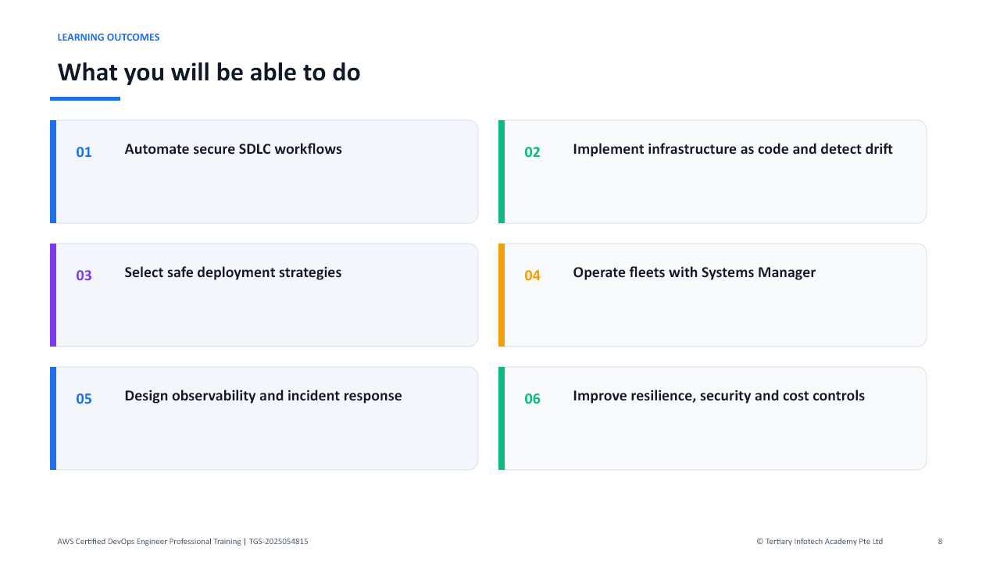 LEARNING OUTCOMES
What you will be able to do
01
Automate secure SDLC workflows
02
Implement infrastructure as code and detect drift
03
Select safe deployment strategies
04
Operate fleets with Systems Manager
05
Design observability and incident response
06
Improve resilience, security and cost controls
AWS Certified DevOps Engineer Professional Training | TGS-2025054815
© Tertiary Infotech Academy Pte Ltd
8